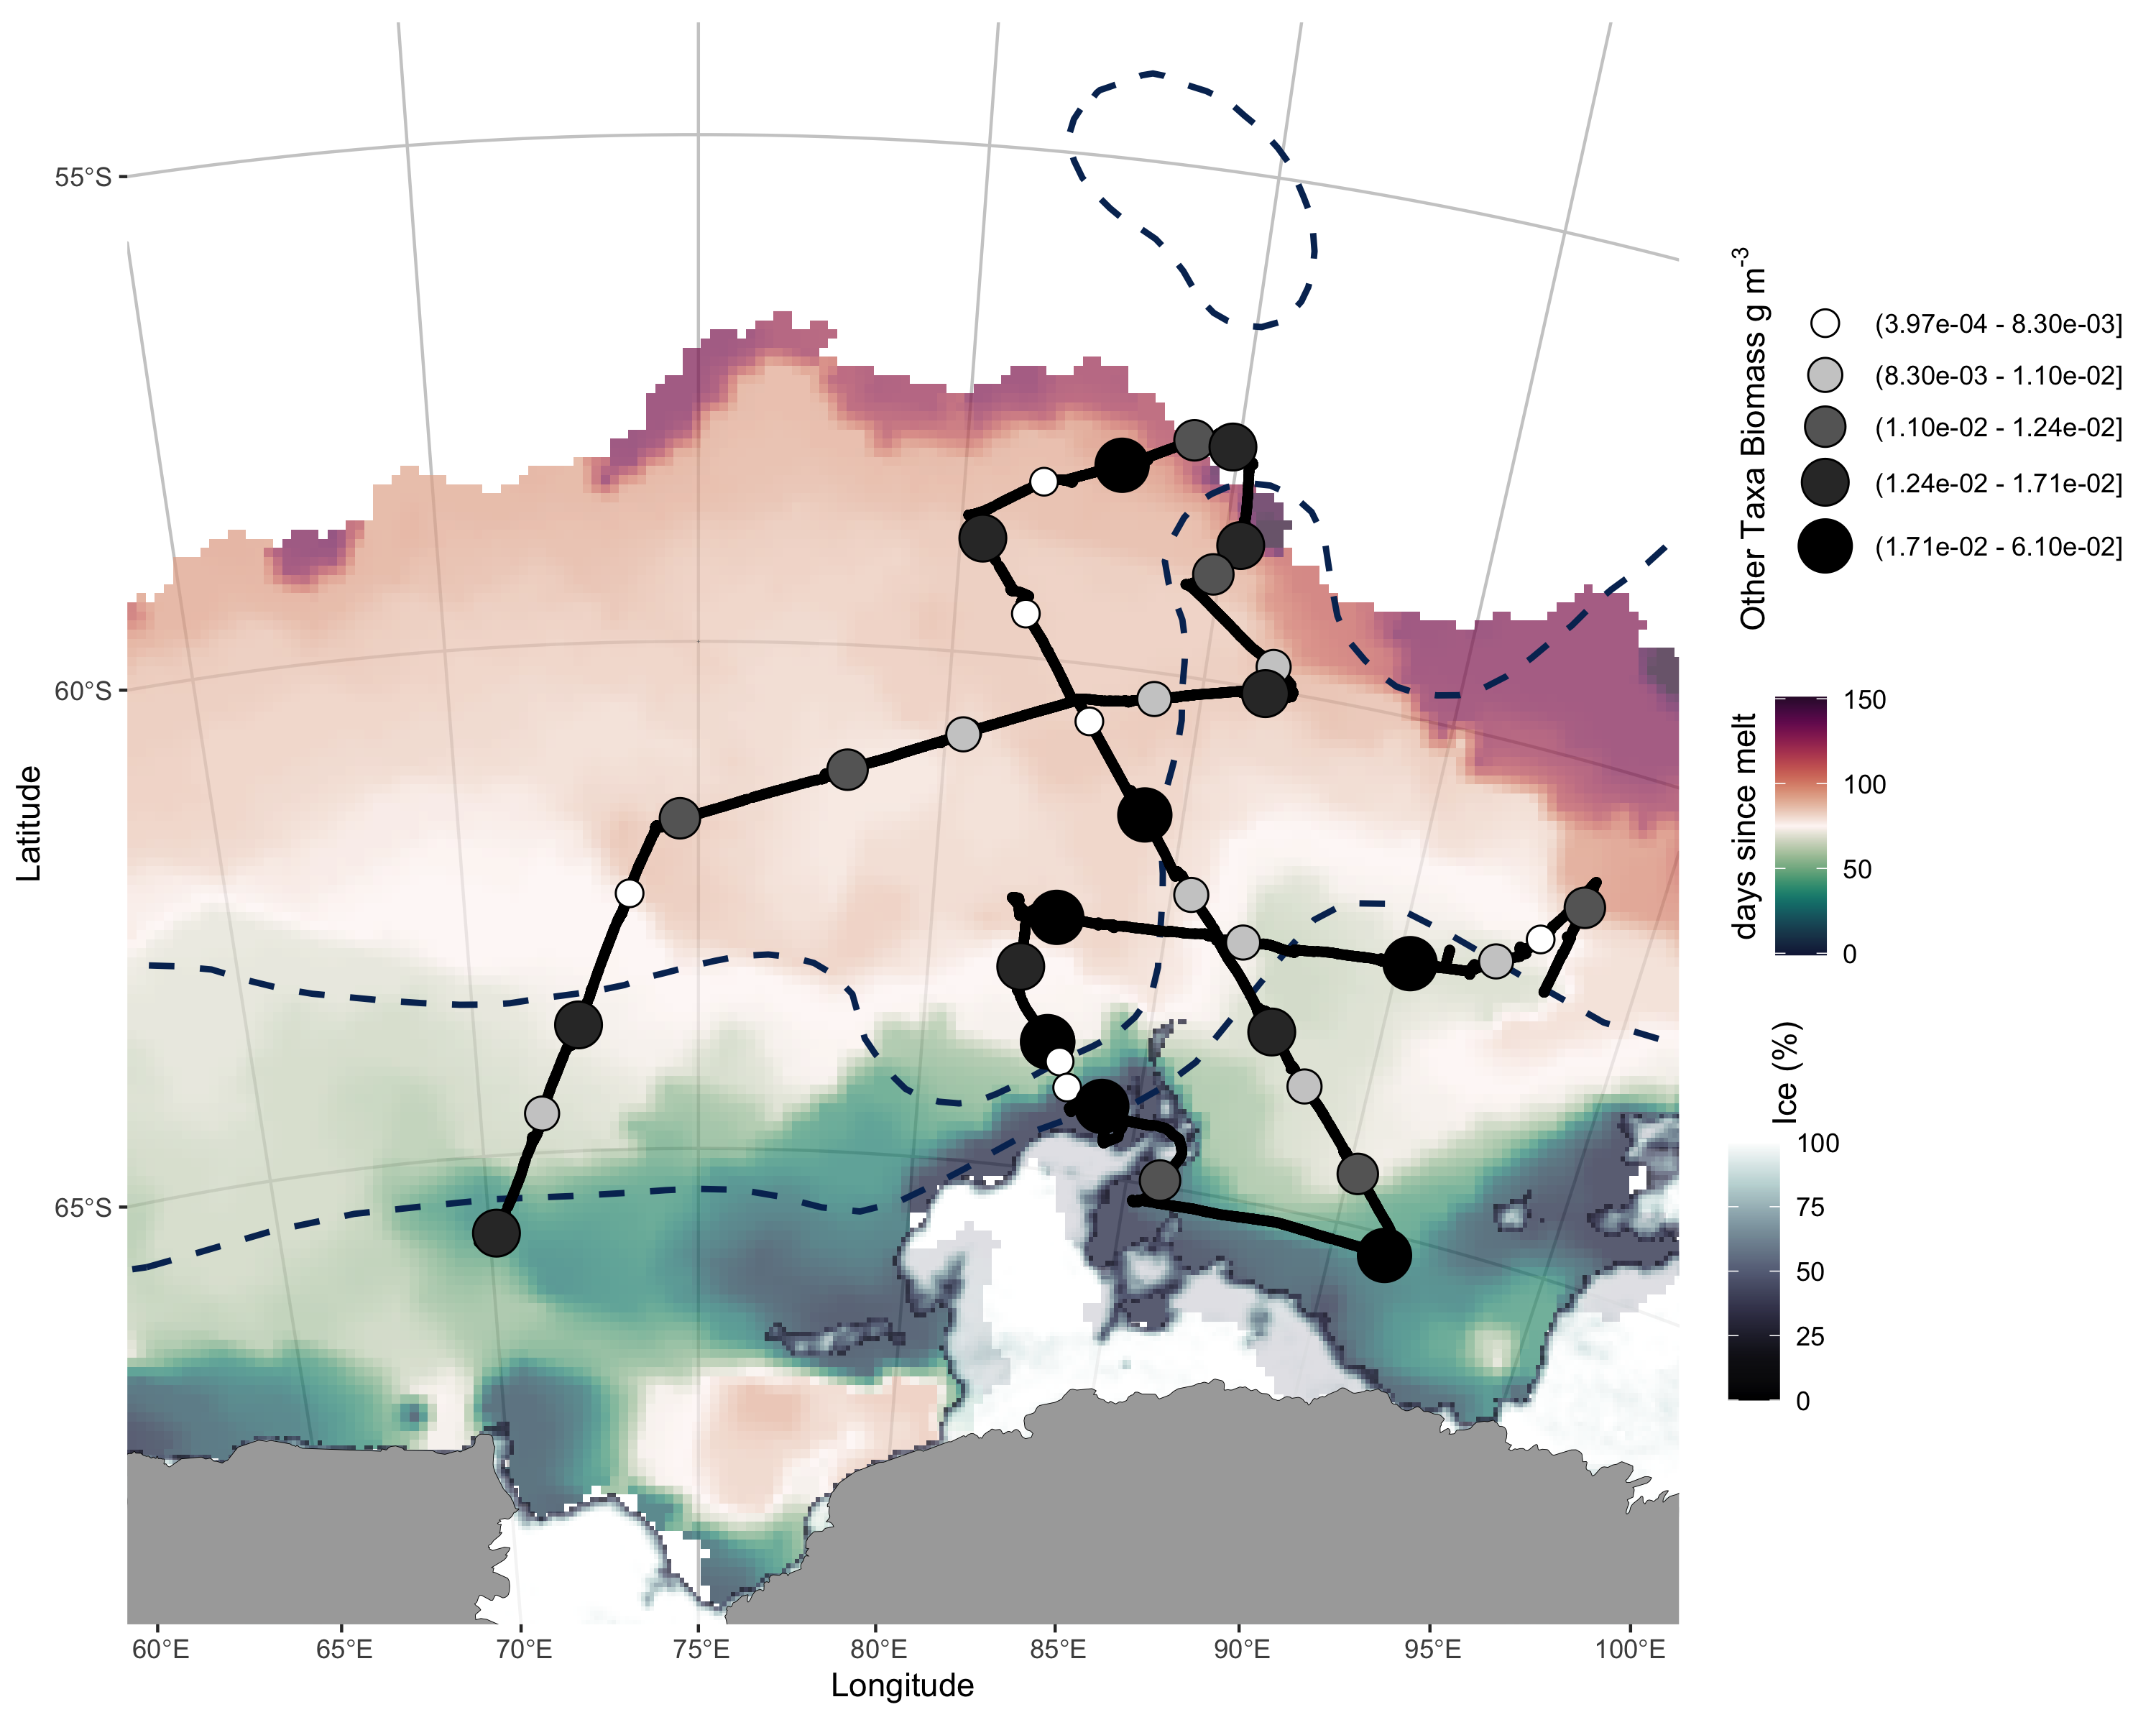 55°S
60°S
65°S
Latitude
60°E
65°E
70°E
75°E
80°E
85°E
90°E
95°E
100°E
Longitude
Other Taxa Biomass g m-3
(3.97e-04 - 8.30e-03]
(8.30e-03 - 1.10e-02]
(1.10e-02 - 1.24e-02]
(1.24e-02 - 1.71e-02]
(1.71e-02 - 6.10e-02]
days since melt
150
100
50
0
Ice (%)
100
75
50
25
0